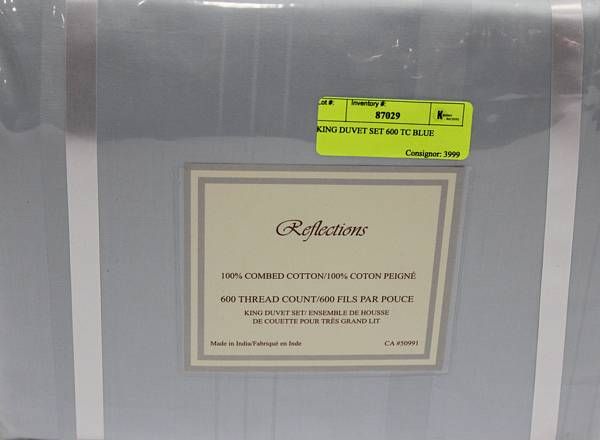 Lot #: Inventory #:
87029
KING DUVET SET 600 TC BLUE
Consignor: 3999
Reflections
100% COMBED COTTON/100% COTON PEIGNÉ
600 THREAD COUNT/600 FILS PAR POUCE
KING DUVET SET/ ENSEMBLE DE HOUSSE
DE COUETTE POUR TRÈS GRAND LIT
Made in India/Fabriqué en Inde CA #50991